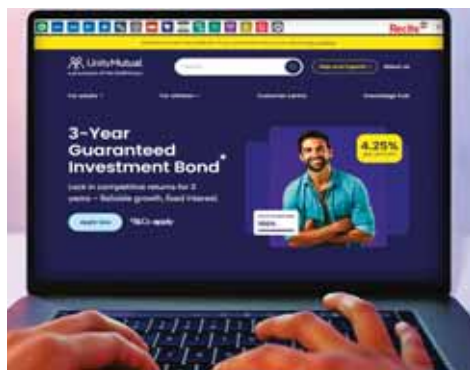 Recite
UnityMutual
Search
Help and Support
About us
For adults
For children
Customer centre
Knowledge hub
3-Year
Guaranteed
Investment Bond*
Lock in competitive returns for 3
years – Reliable growth, fixed interest.
Apply now
*T&Cs apply
4.25%